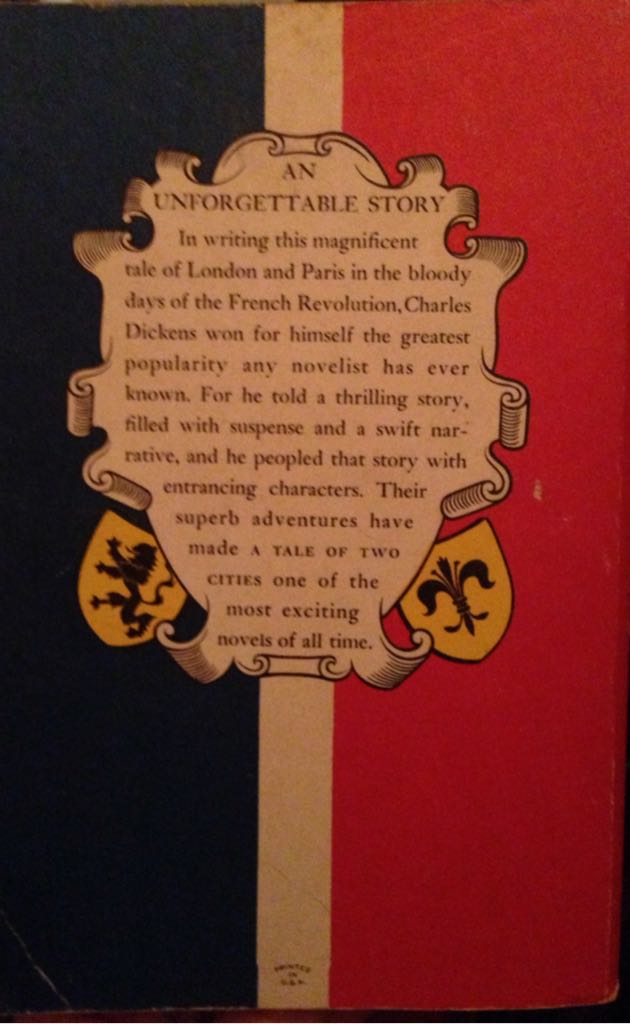 AN
UNFORGETTABLE STORY
In writing this magnificent
tale of London and Paris in the bloody
days of the French Revolution, Charles
Dickens won for himself the greatest
popularity any novelist has ever
known. For he told a thrilling story,
filled with suspense and a swift nar-
rative, and he peopled that story with
entrancing characters. Their
superb adventures have
made A TALE OF TWO
CITIES one of the
most exciting
novels of all time.
PRINTED
IN
U.S.A.